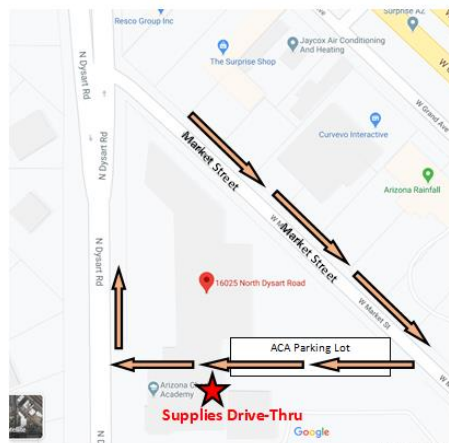 Resco Group Inc
Surprise AZ
Jaycox Air Conditioning
And Heating
The Surprise Shop
N Dysart Rd
W Grand Ave
Curvevo Interactive
N Dysart Rd
Market Street
Arizona Rainfall
Market Street
N Dysart Rd
16025 North Dysart Road
W Market St
ACA Parking Lot
Arizona
Academy
Supplies Drive-Thru
Google